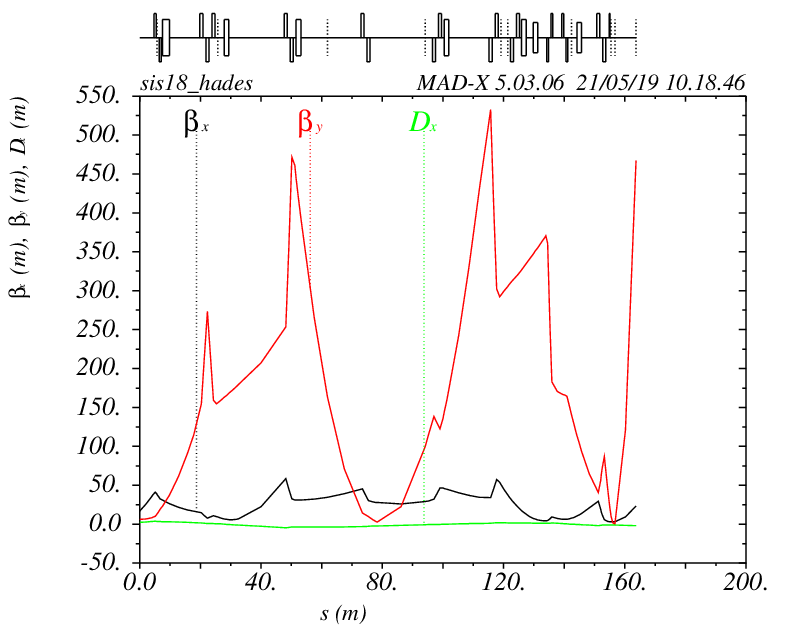 sis18_hades MAD-X 5.03.06 21/05/19 10.18.46
βx (m), βy (m), Dx (m)
βx βy Dx
550.
500.
450.
400.
350.
300.
250.
200.
150.
100.
50.
0.0
-50.
0.0 40. 80. 120. 160. 200.
s (m)